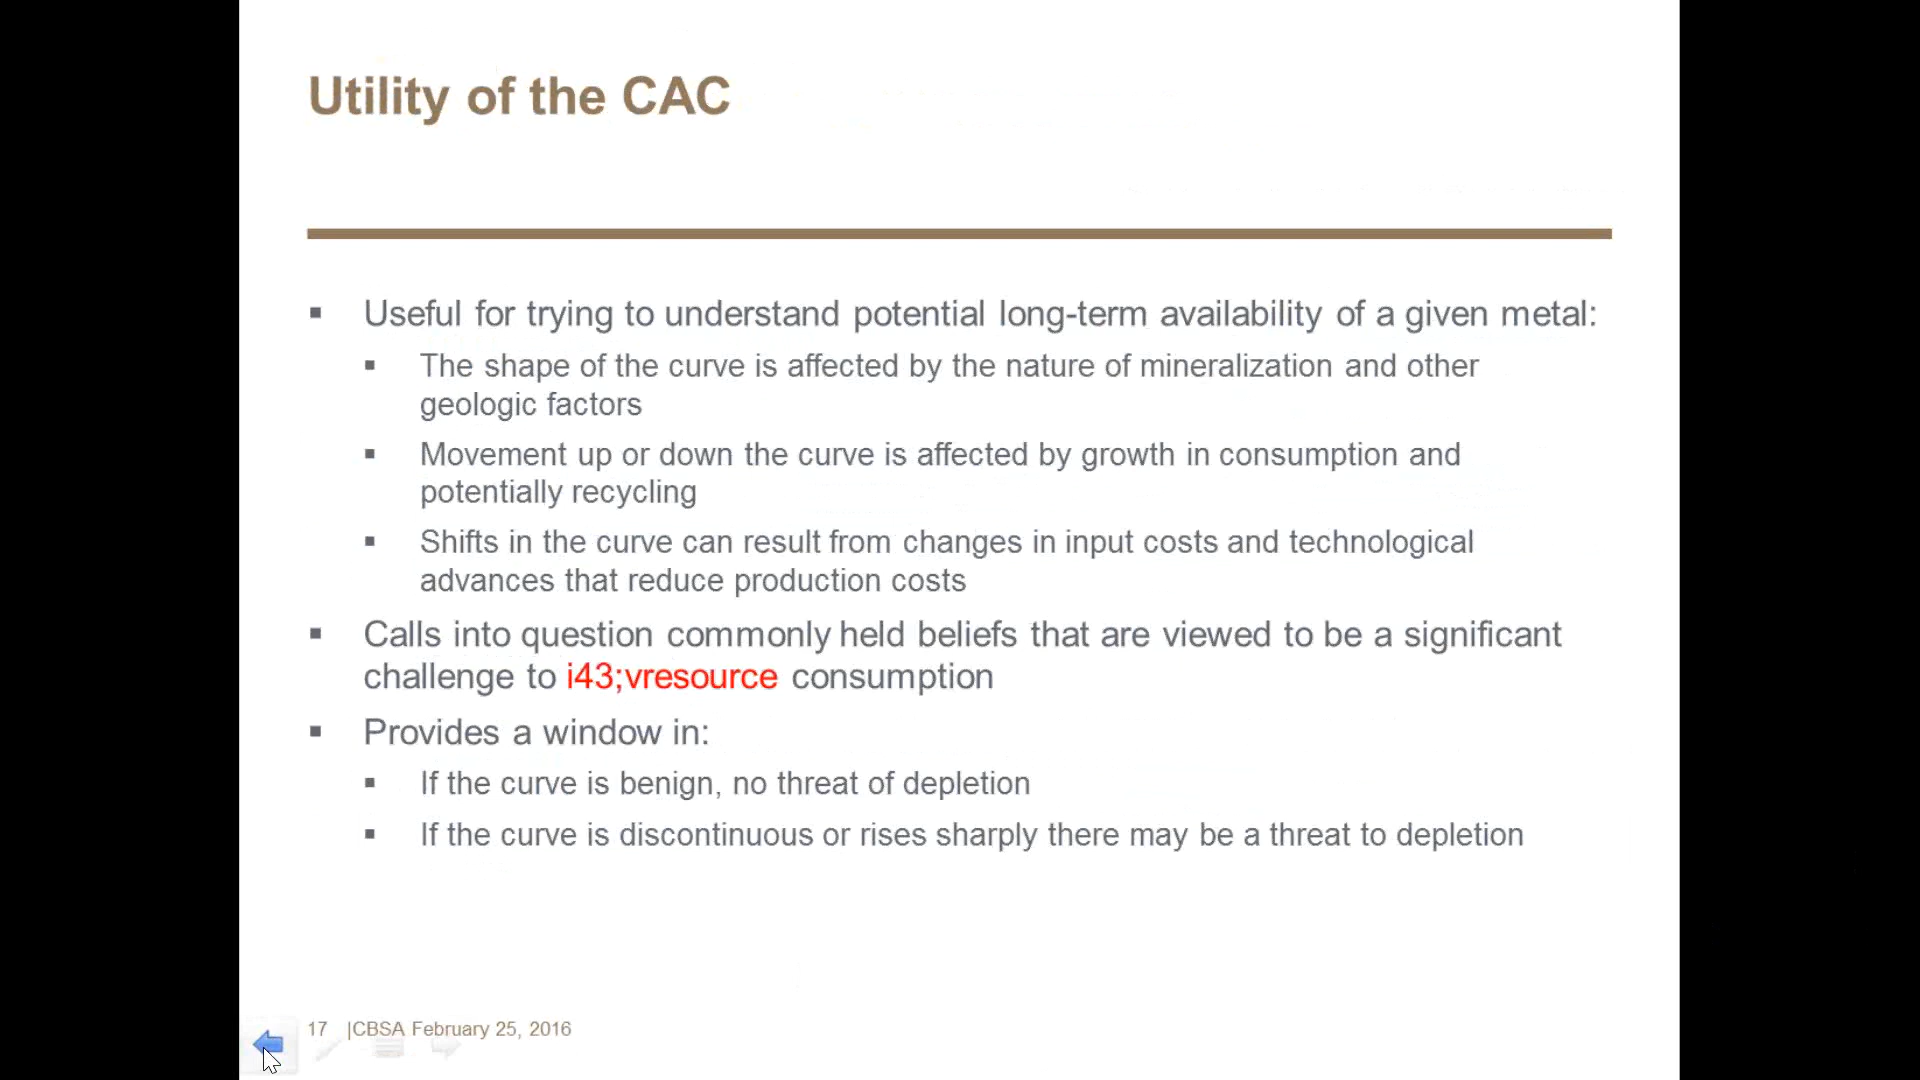 Utility of the CAC
▪ Useful for trying to understand potential long-term availability of a given metal:
▪ The shape of the curve is affected by the nature of mineralization and other
geologic factors
▪ Movement up or down the curve is affected by growth in consumption and
potentially recycling
▪ Shifts in the curve can result from changes in input costs and technological
advances that reduce production costs
▪ Calls into question commonly held beliefs that are viewed to be a significant
challenge to i43;vresource consumption
▪ Provides a window in:
▪ If the curve is benign, no threat of depletion
▪ If the curve is discontinuous or rises sharply there may be a threat to depletion
17 |CBSA February 25, 2016